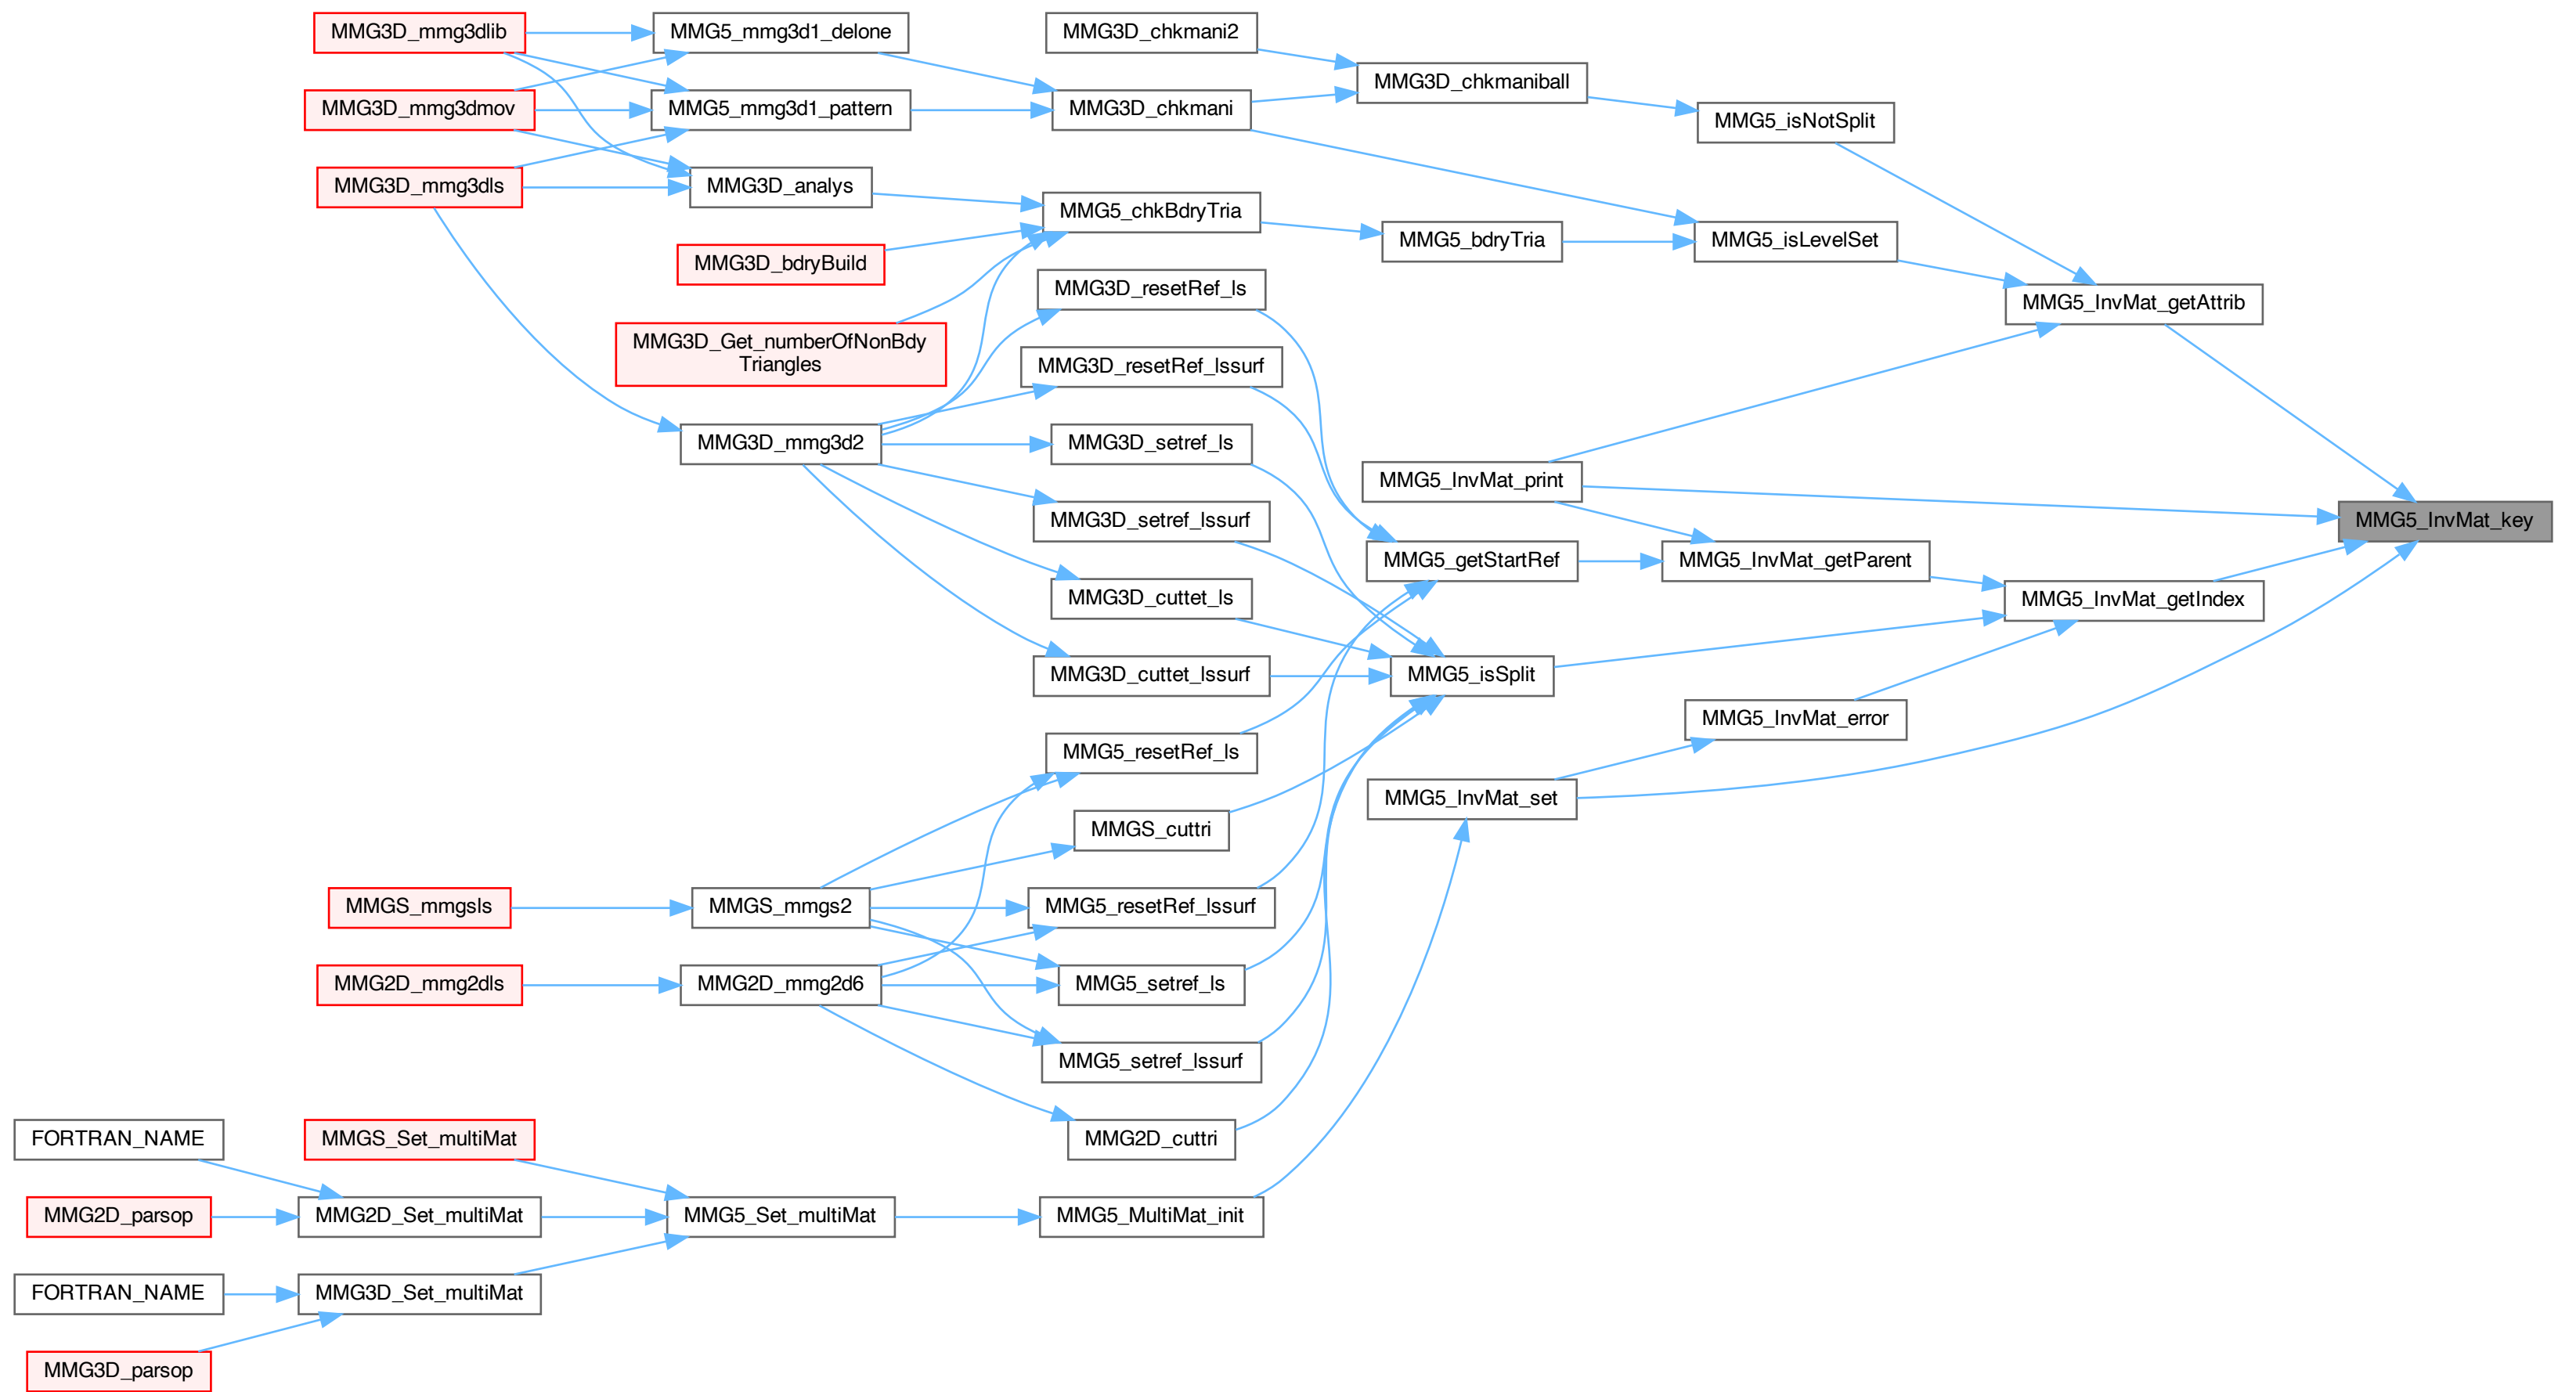 MMG3D_mmg3dlib
MMG5_mmg3d1_delone
MMG3D_chkmani2
MMG3D_chkmaniball
MMG3D_mmg3dmov
MMG5_mmg3d1_pattern
MMG3D_chkmani
MMG5_isNotSplit
MMG3D_mmg3dls
MMG3D_analys
MMG5_chkBdryTria
MMG5_bdryTria
MMG5_isLevelSet
MMG3D_bdryBuild
MMG3D_resetRef_ls
MMG5_InvMat_getAttrib
MMG3D_Get_numberOfNonBdy
Triangles
MMG3D_resetRef_lssurf
MMG3D_mmg3d2
MMG3D_setref_ls
MMG5_InvMat_print
MMG3D_setref_lssurf
MMG5_InvMat_key
MMG5_getStartRef
MMG5_InvMat_getParent
MMG3D_cuttet_ls
MMG5_InvMat_getIndex
MMG3D_cuttet_lssurf
MMG5_isSplit
MMG5_InvMat_error
MMG5_resetRef_ls
MMG5_InvMat_set
MMGS_cuttri
MMGS_mmgsls
MMGS_mmgs2
MMG5_resetRef_lssurf
MMG2D_mmg2dls
MMG2D_mmg2d6
MMG5_setref_ls
MMG5_setref_lssurf
FORTRAN_NAME
MMGS_Set_multiMat
MMG2D_cuttri
MMG2D_parsop
MMG2D_Set_multiMat
MMG5_Set_multiMat
MMG5_MultiMat_init
FORTRAN_NAME
MMG3D_Set_multiMat
MMG3D_parsop